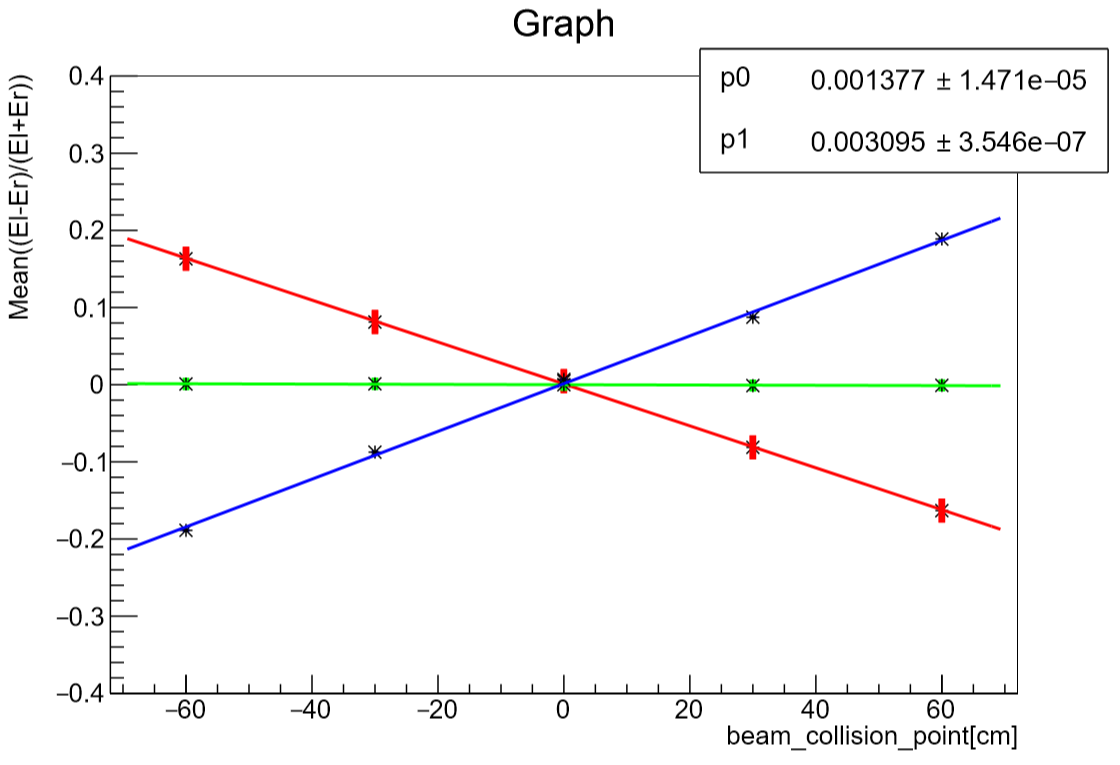 Graph
p0 0.001377 ± 1.471e−05
p1 0.003095 ± 3.546e−07
Mean((El-Er)/(El+Er))
0.4
0.3
0.2
0.1
0
−0.1
−0.2
−0.3
−0.4
−60 −40 −20 0 20 40 60
beam_collision_point[cm]